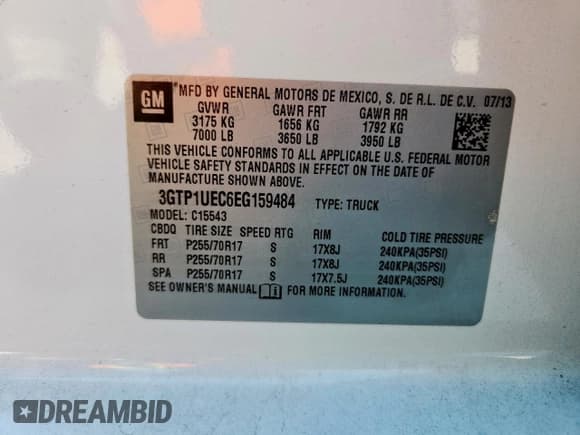 GM
MFD BY GENERAL MOTORS DE MEXICO, S. DE R.L. DE C.V. 07/13
GVWR GAWR FRT GAWR RR
3175 KG 1656 KG 1792 KG
7000 LB 3650 LB 3950 LB
THIS VEHICLE CONFORMS TO ALL APPLICABLE U.S. FEDERAL MOTOR
VEHICLE SAFETY STANDARDS IN EFFECT ON THE DATE OF
MANUFACTURE SHOWN ABOVE.
3GTP1UEC6EG159484 TYPE: TRUCK
MODEL: C15543
CBDQ TIRE SIZE SPEED RTG RIM COLD TIRE PRESSURE
FRT P255/70R17 S 17X8J 240KPA(35PSI)
RR P255/70R17 S 17X8J 240KPA(35PSI)
SPA P255/70R17 S 17X7.5J 240KPA(35PSI)
SEE OWNER'S MANUAL FOR MORE INFORMATION.
DREAMBID